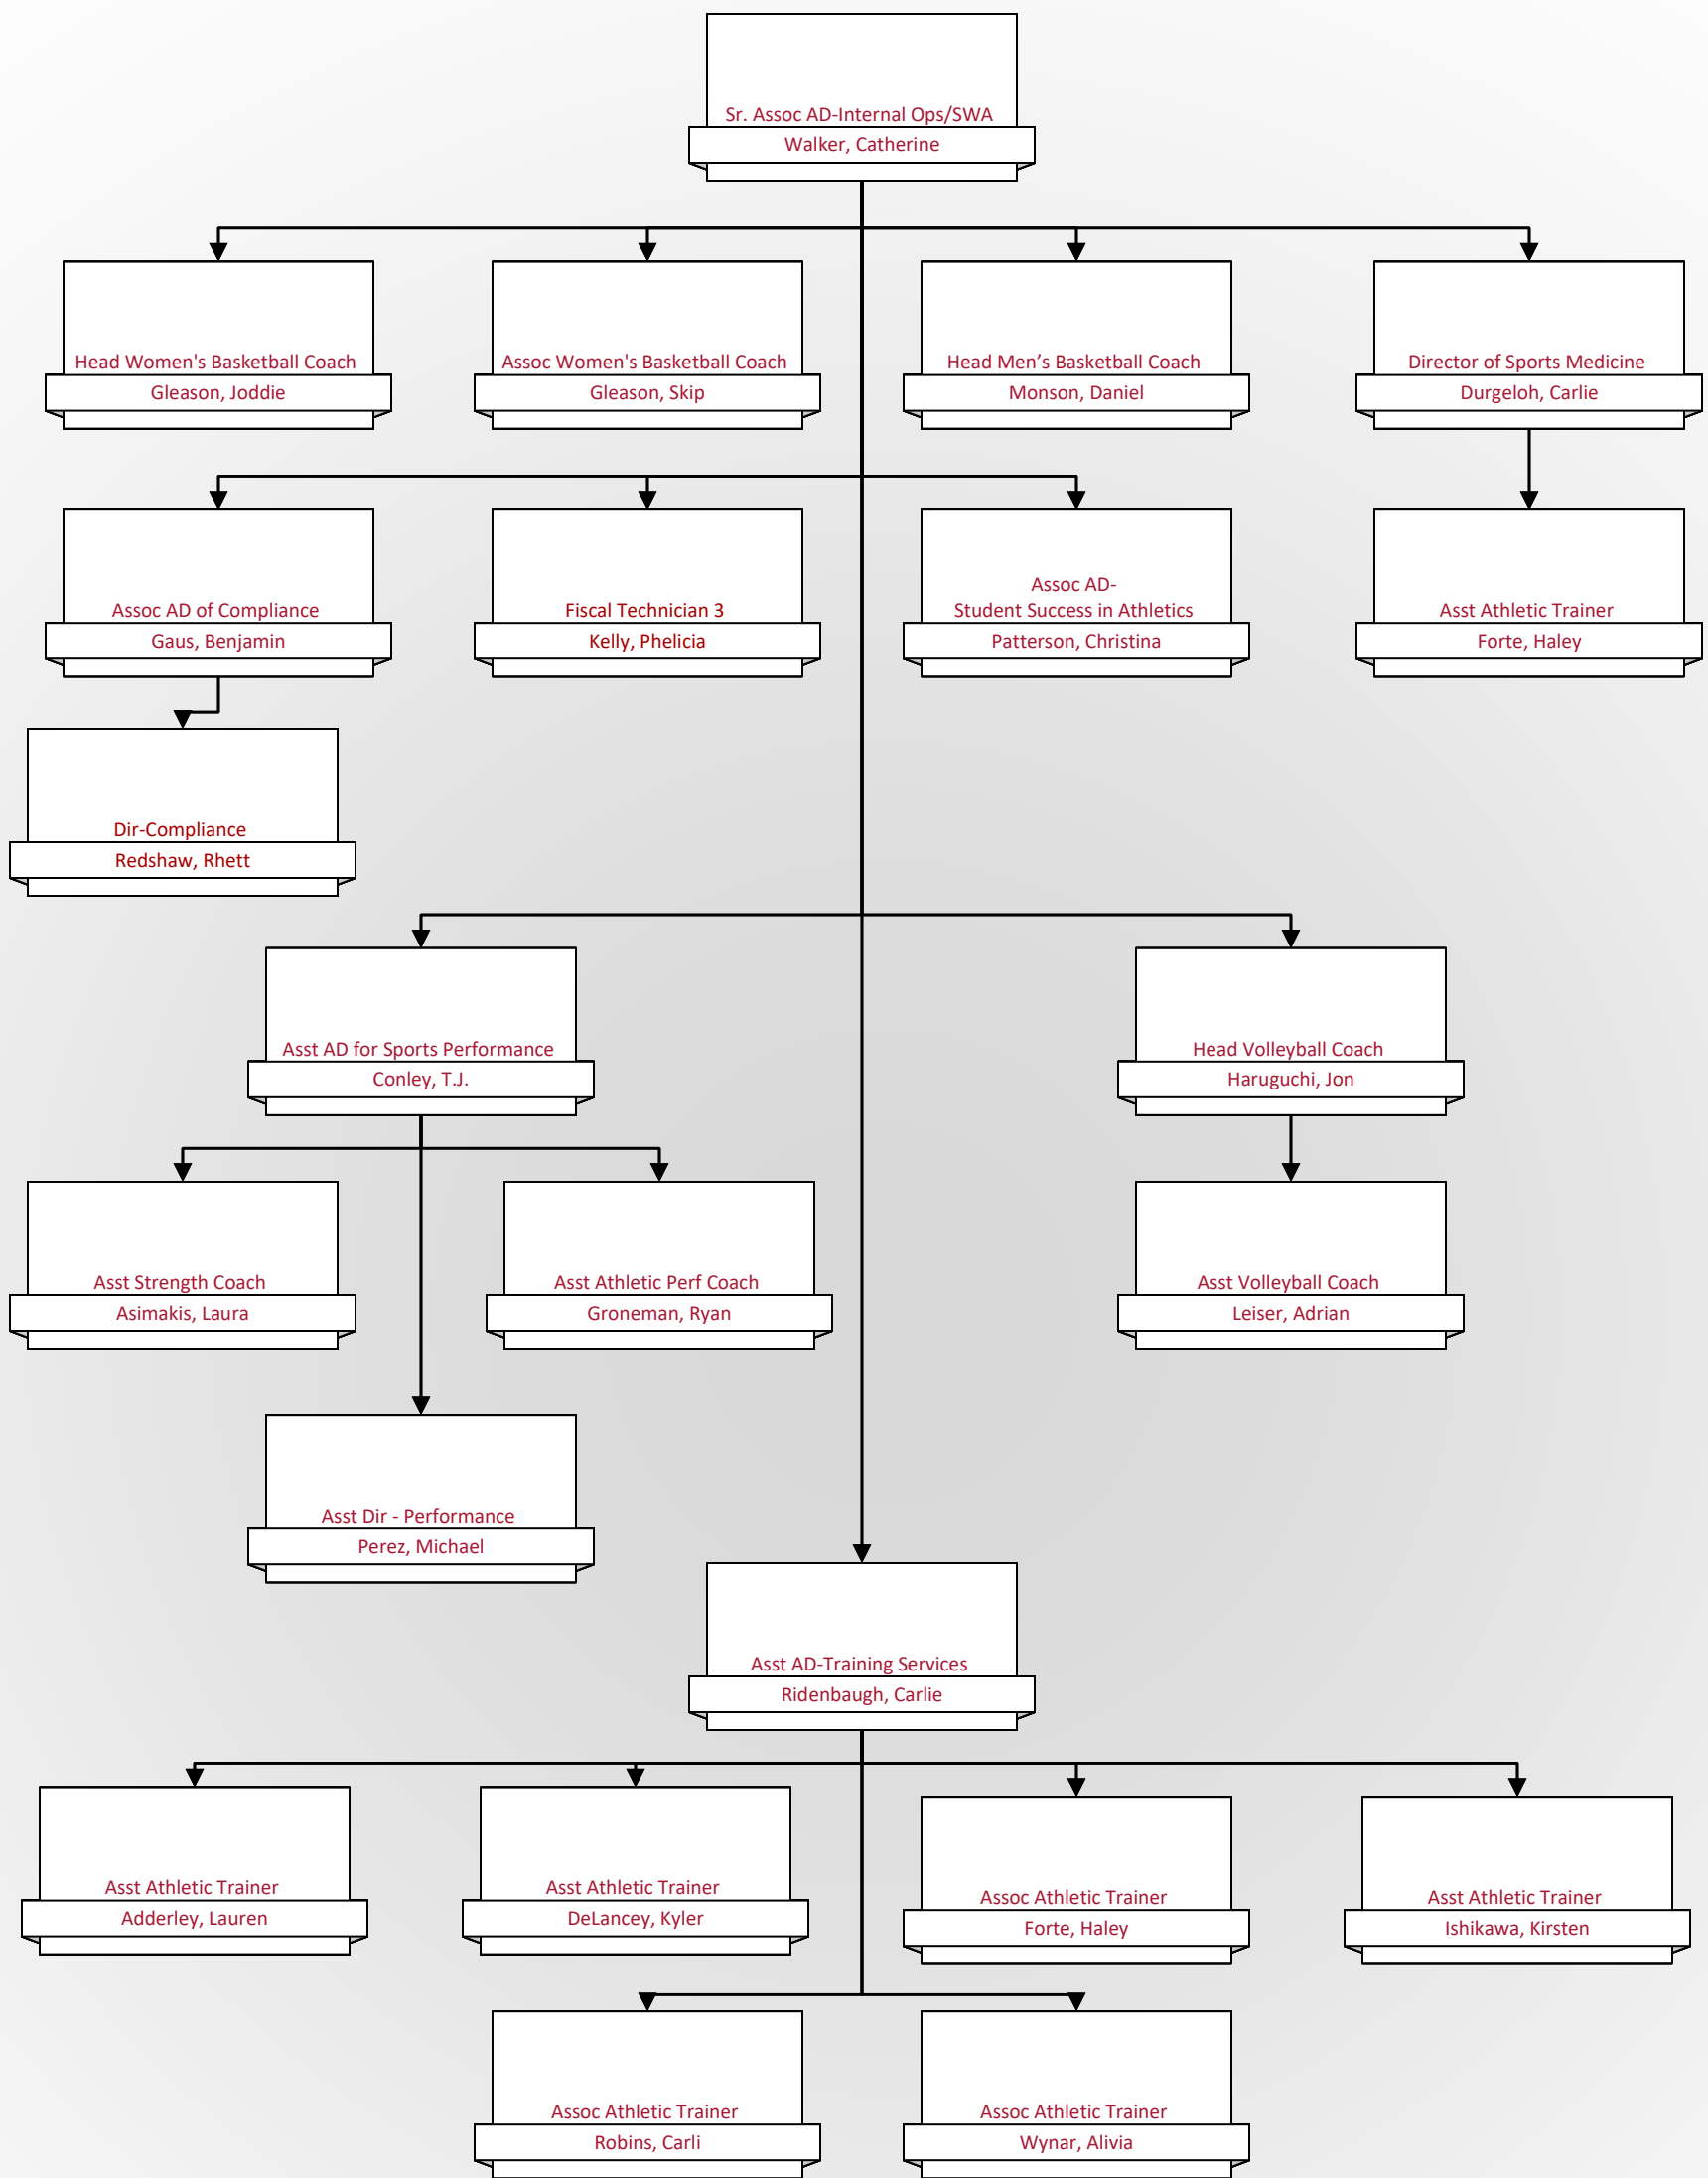 Sr. Assoc AD-Internal Ops/SWA
Walker, Catherine
Head Women's Basketball Coach
Gleason, Joddie
Assoc Women's Basketball Coach
Gleason, Skip
Head Men’s Basketball Coach
Monson, Daniel
Director of Sports Medicine
Durgeloh, Carlie
Assoc AD of Compliance
Gaus, Benjamin
Fiscal Technician 3
Kelly, Phelicia
Assoc AD-
Student Success in Athletics
Patterson, Christina
Asst Athletic Trainer
Forte, Haley
Dir-Compliance
Redshaw, Rhett
Asst AD for Sports Performance
Conley, T.J.
Head Volleyball Coach
Haruguchi, Jon
Asst Strength Coach
Asimakis, Laura
Asst Athletic Perf Coach
Groneman, Ryan
Asst Volleyball Coach
Leiser, Adrian
Asst Dir - Performance
Perez, Michael
Asst AD-Training Services
Ridenbaugh, Carlie
Asst Athletic Trainer
Adderley, Lauren
Asst Athletic Trainer
DeLancey, Kyler
Assoc Athletic Trainer
Forte, Haley
Asst Athletic Trainer
Ishikawa, Kirsten
Assoc Athletic Trainer
Robins, Carli
Assoc Athletic Trainer
Wynar, Alivia